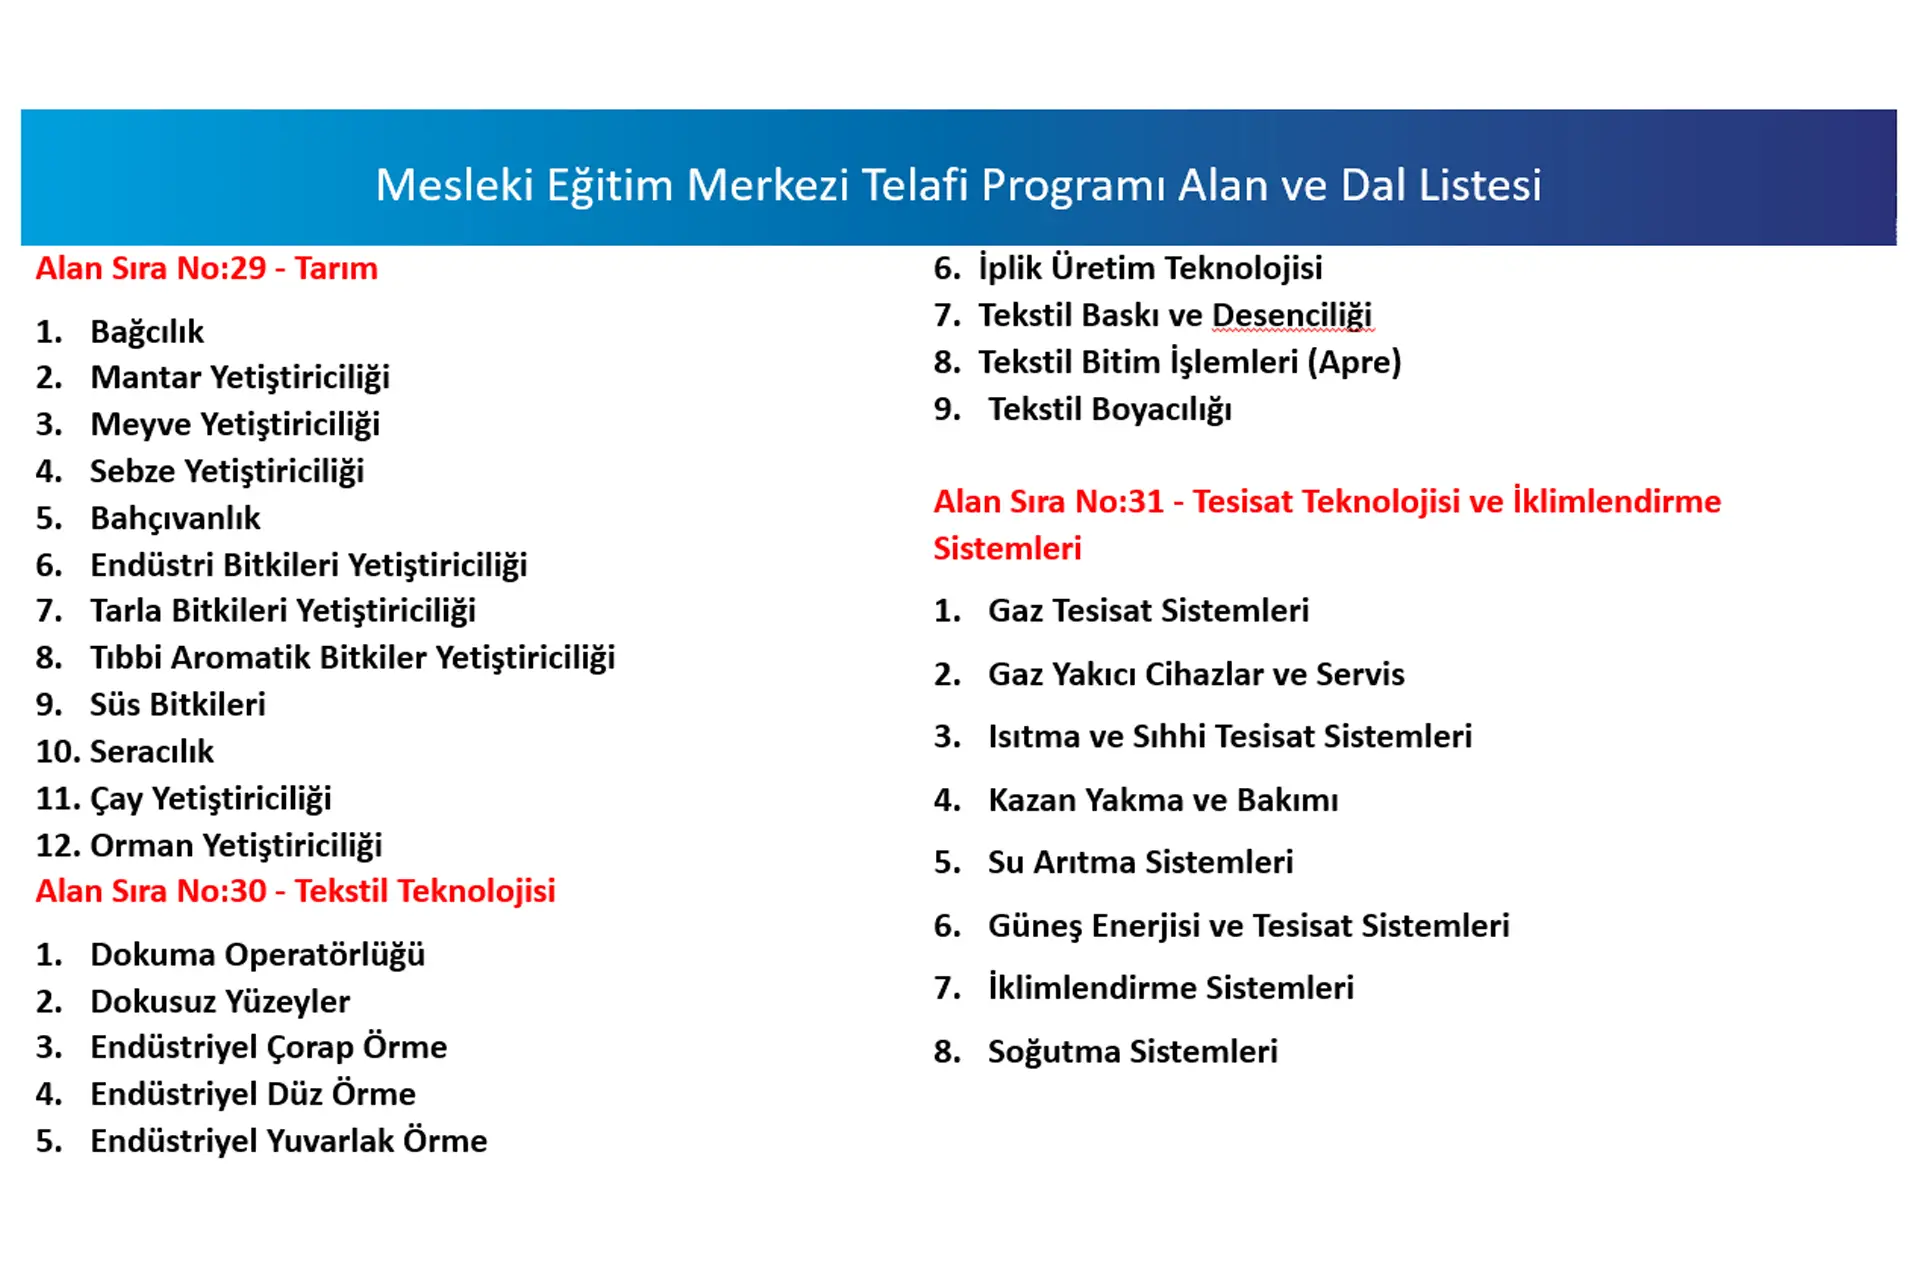 Mesleki Eğitim Merkezi Telafi Programı Alan ve Dal Listesi
Alan Sıra No:29 - Tarım
1. Bağcılık
2. Mantar Yetiştiriciliği
3. Meyve Yetiştiriciliği
4. Sebze Yetiştiriciliği
5. Bahçıvanlık
6. Endüstri Bitkileri Yetiştiriciliği
7. Tarla Bitkileri Yetiştiriciliği
8. Tıbbi Aromatik Bitkiler Yetiştiriciliği
9. Süs Bitkileri
10. Seracılık
11. Çay Yetiştiriciliği
12. Orman Yetiştiriciliği
Alan Sıra No:30 - Tekstil Teknolojisi
1. Dokuma Operatörlüğü
2. Dokusuz Yüzeyler
3. Endüstriyel Çorap Örme
4. Endüstriyel Düz Örme
5. Endüstriyel Yuvarlak Örme
6. İplik Üretim Teknolojisi
7. Tekstil Baskı ve Desenciliği
8. Tekstil Bitim İşlemleri (Apre)
9. Tekstil Boyacılığı
Alan Sıra No:31 - Tesisat Teknolojisi ve İklimlendirme
Sistemleri
1. Gaz Tesisat Sistemleri
2. Gaz Yakıcı Cihazlar ve Servis
3. Isıtma ve Sıhhi Tesisat Sistemleri
4. Kazan Yakma ve Bakımı
5. Su Arıtma Sistemleri
6. Güneş Enerjisi ve Tesisat Sistemleri
7. İklimlendirme Sistemleri
8. Soğutma Sistemleri